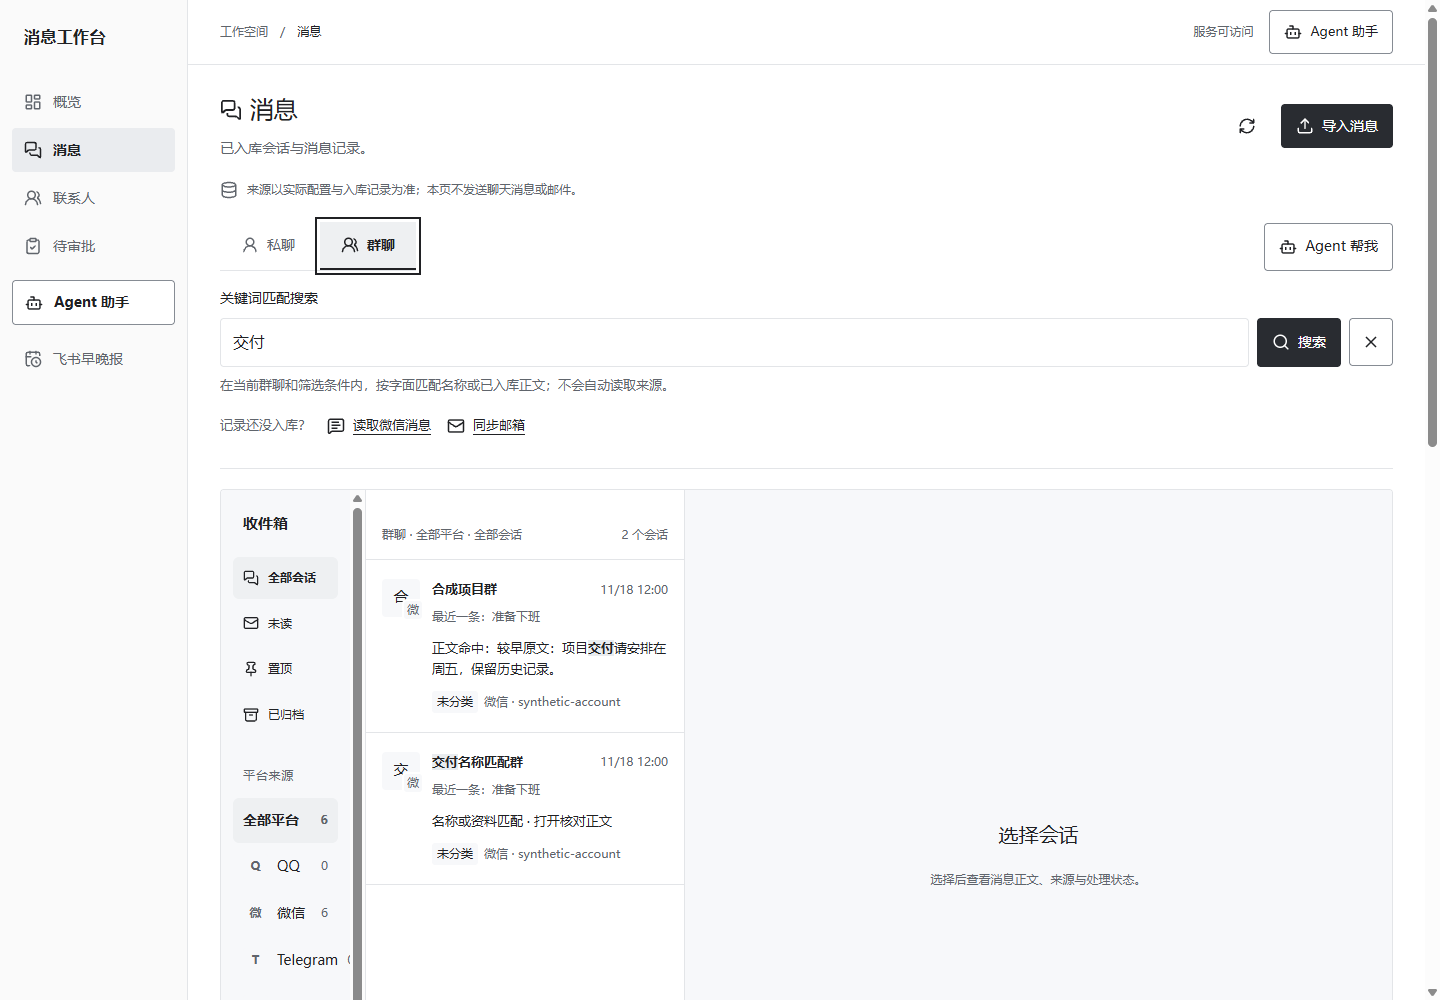 消息工作台
概览
消息
联系人
待审批
Agent 助手
飞书早晚报
工作空间 / 消息
服务可访问
Agent 助手
消息
已入库会话与消息记录。
导入消息
来源以实际配置与入库记录为准；本页不发送聊天消息或邮件。
私聊
群聊
Agent 帮我
关键词匹配搜索
交付
搜索
在当前群聊和筛选条件内，按字面匹配名称或已入库正文；不会自动读取来源。
记录还没入库？
读取微信消息
同步邮箱
收件箱
全部会话
未读
置顶
已归档
平台来源
全部平台 6
Q QQ 0
微 微信 6
T Telegram
群聊 · 全部平台 · 全部会话
2 个会话
合
微
合成项目群
11/18 12:00
最近一条：准备下班
正文命中：较早原文：项目交付请安排在
周五，保留历史记录。
未分类 微信 · synthetic-account
交
微
交付名称匹配群
11/18 12:00
最近一条：准备下班
名称或资料匹配 · 打开核对正文
未分类 微信 · synthetic-account
选择会话
选择后查看消息正文、来源与处理状态。